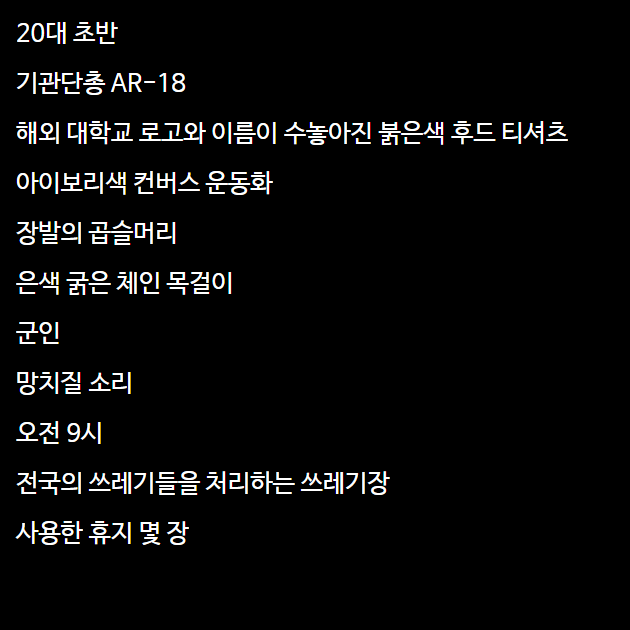 20대 초반
기관단총 AR-18
해외 대학교 로고와 이름이 수놓아진 붉은색 후드 티셔츠
아이보리색 컨버스 운동화
장발의 곱슬머리
은색 굵은 체인 목걸이
군인
망치질 소리
오전 9시
전국의 쓰레기들을 처리하는 쓰레기장
사용한 휴지 몇 장